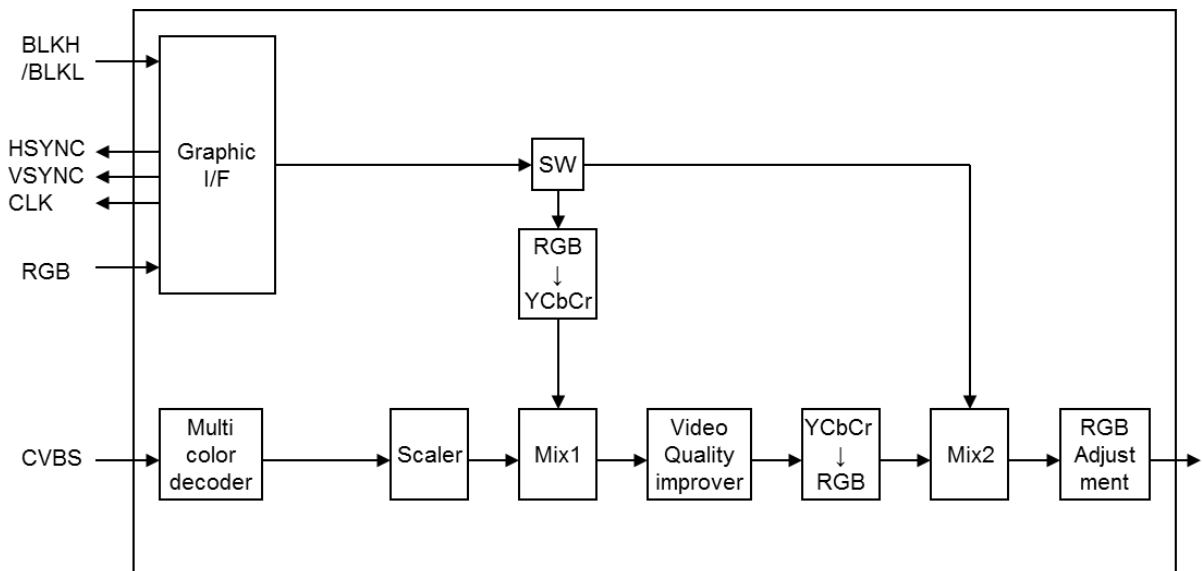 BLKH
/BLKL
HSYNC
VSYNC
CLK
RGB
Graphic
I/F
SW
RGB
↓
YCbCr
CVBS
Multi
color
decoder
Scaler
Mix1
Video
Quality
improver
YCbCr
↓
RGB
Mix2
RGB
Adjust
ment